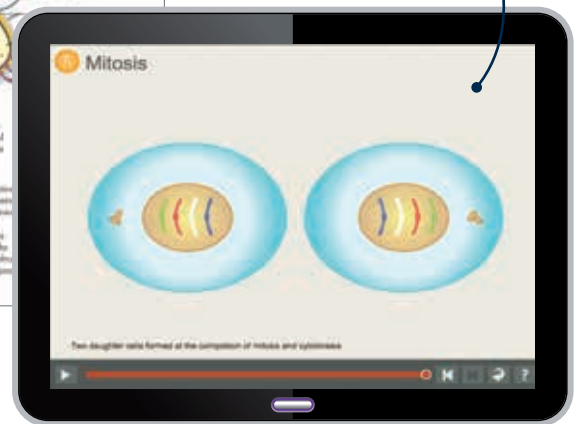 Mitosis
Two daughter cells formed at the completion of mitosis and cytokinesis
?